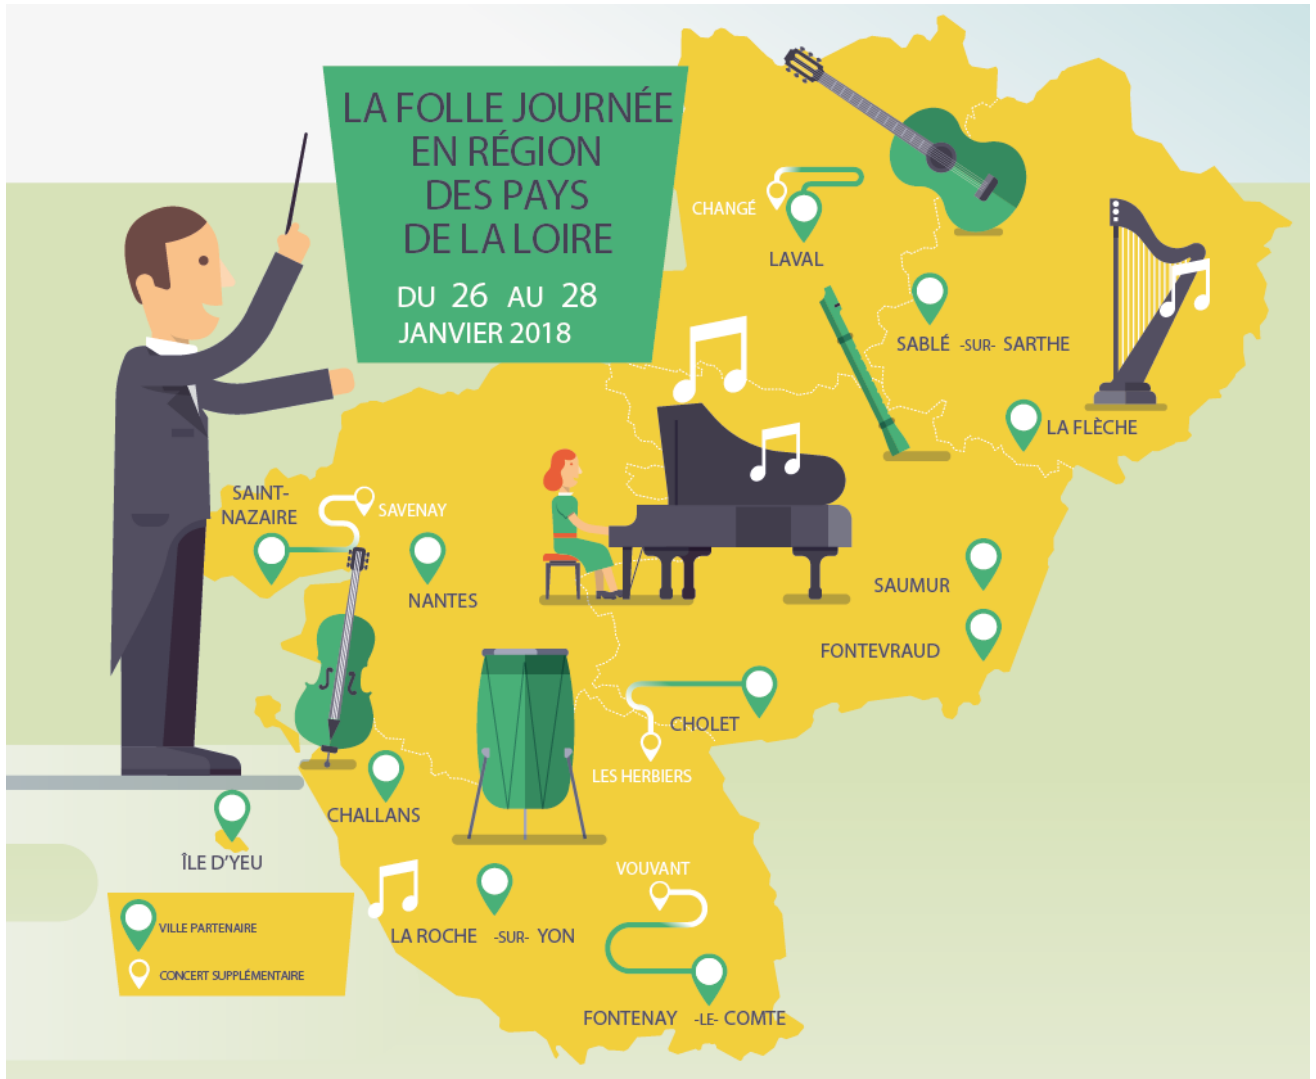 LA FOLLE JOURNÉE
EN RÉGION
DES PAYS
DE LA LOIRE
DU 26 AU 28
JANVIER 2018
CHANGÉ
LAVAL
SABLÉ -SUR- SARTHE
LA FLÈCHE
SAINT-
NAZAIRE
SAVENAY
NANTES
SAUMUR
FONTEVRAUD
CHOLET
LES HERBIERS
CHALLANS
ÎLE D'YEU
VOUVANT
LA ROCHE -SUR- YON
FONTENAY -LE- COMTE
VILLE PARTENAIRE
CONCERT SUPPLÉMENTAIRE